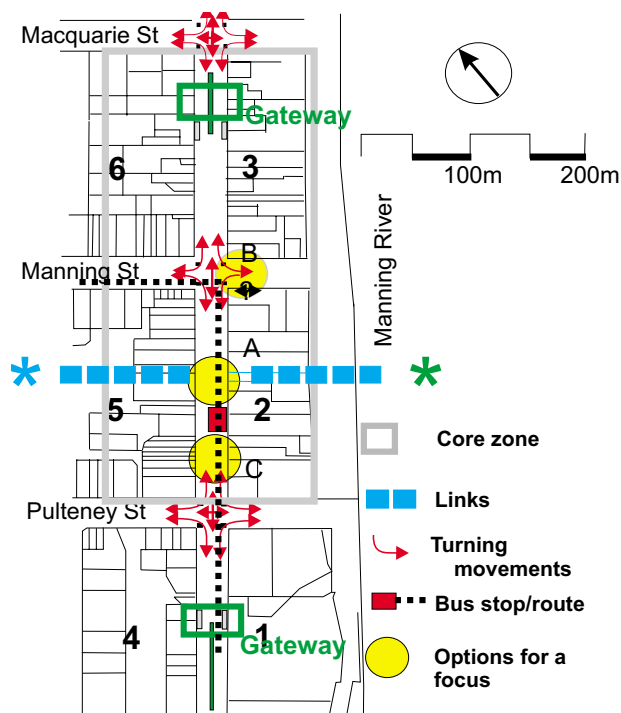 Macquarie St
Gateway
6
3
100m
200m
Manning River
B
Manning St
?
A
*
*
5
2
Core zone
C
Links
Pulteney St
Turning
movements
Bus stop/route
4
1
Gateway
Options for a
focus